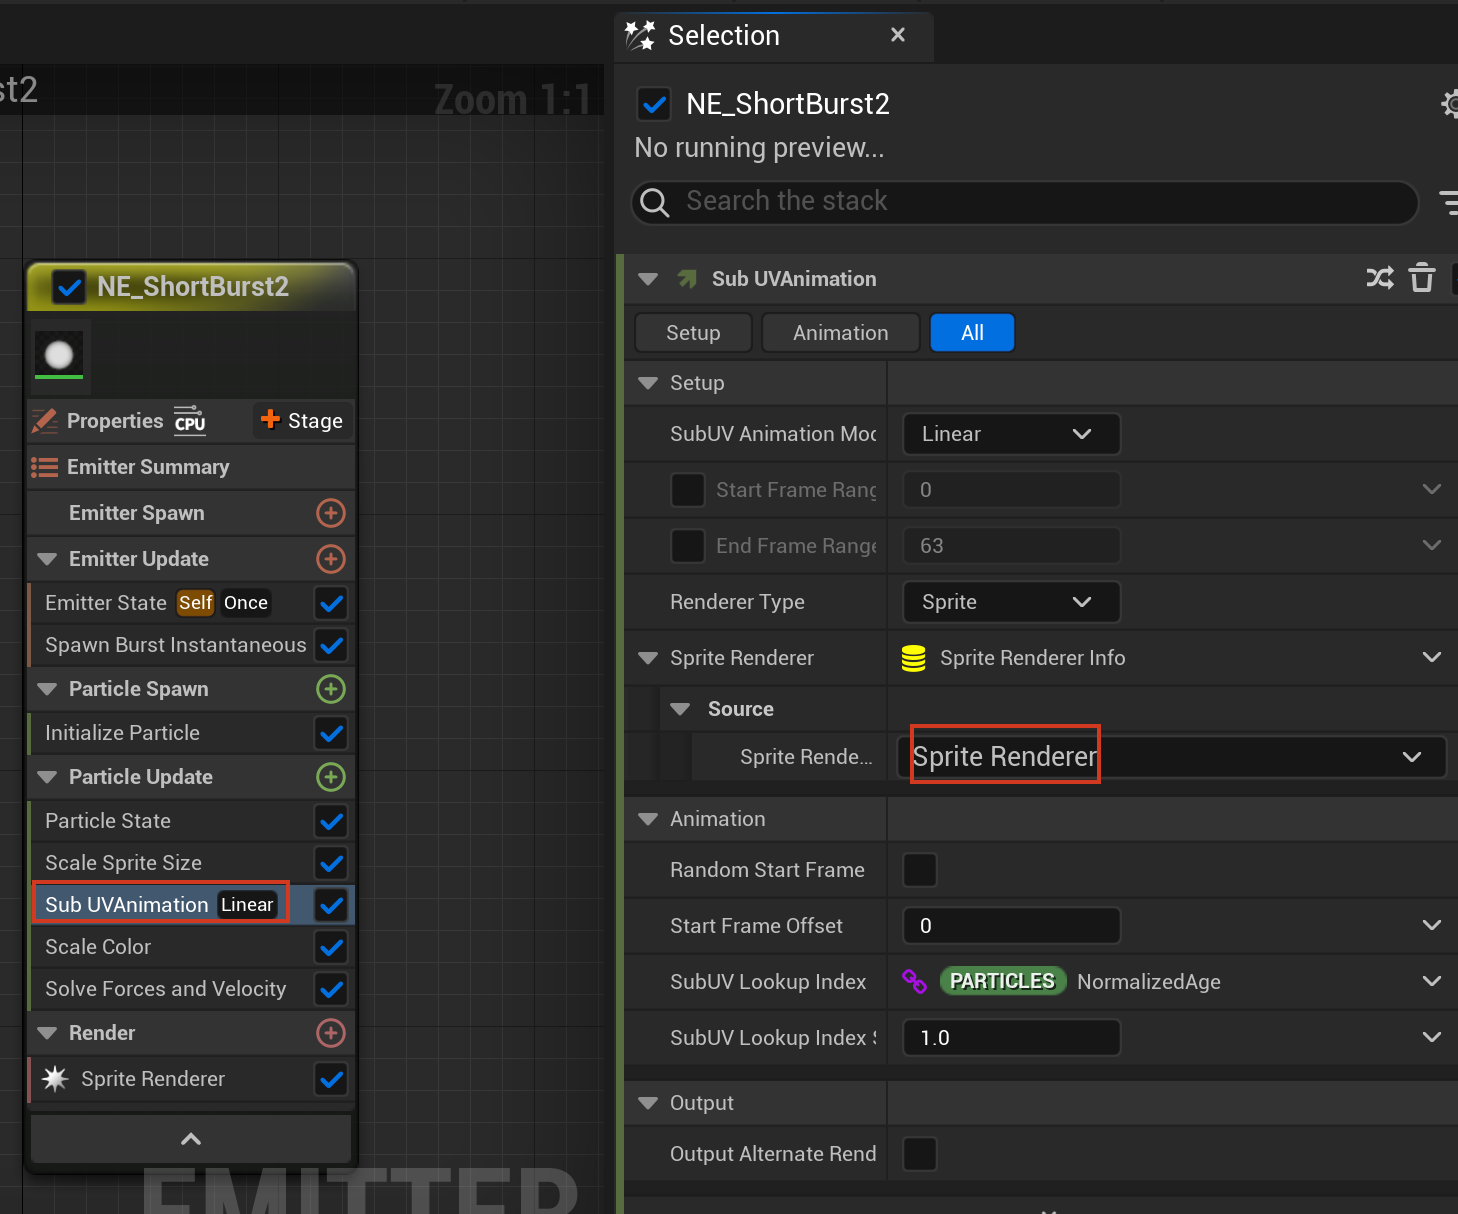 st2
Zoom 1:1
NE_ShortBurst2
Properties CPU Stage
Emitter Summary
Emitter Spawn
Emitter Update
Emitter State Self Once
Spawn Burst Instantaneous
Particle Spawn
Initialize Particle
Particle Update
Particle State
Scale Sprite Size
Sub UVAnimation Linear
Scale Color
Solve Forces and Velocity
Render
Sprite Renderer
EMITTER
Selection
NE_ShortBurst2
No running preview...
Search the stack
Sub UVAnimation
Setup Animation All
Setup
SubUV Animation Mod Linear
Start Frame Rang 0
End Frame Range 63
Renderer Type Sprite
Sprite Renderer Sprite Renderer Info
Source
Sprite Rende... Sprite Renderer
Animation
Random Start Frame
Start Frame Offset 0
SubUV Lookup Index PARTICLES NormalizedAge
SubUV Lookup Index S 1.0
Output
Output Alternate Rend